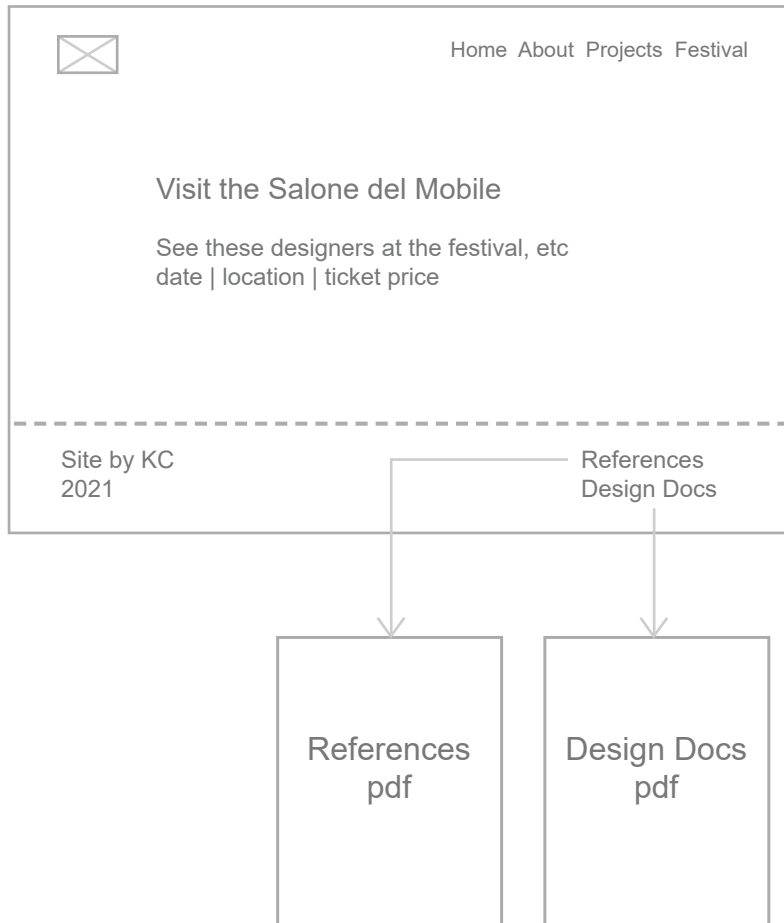 Home About Projects Festival
Visit the Salone del Mobile
See these designers at the festival, etc
date | location | ticket price
Site by KC
2021
References
Design Docs
References
pdf
Design Docs
pdf